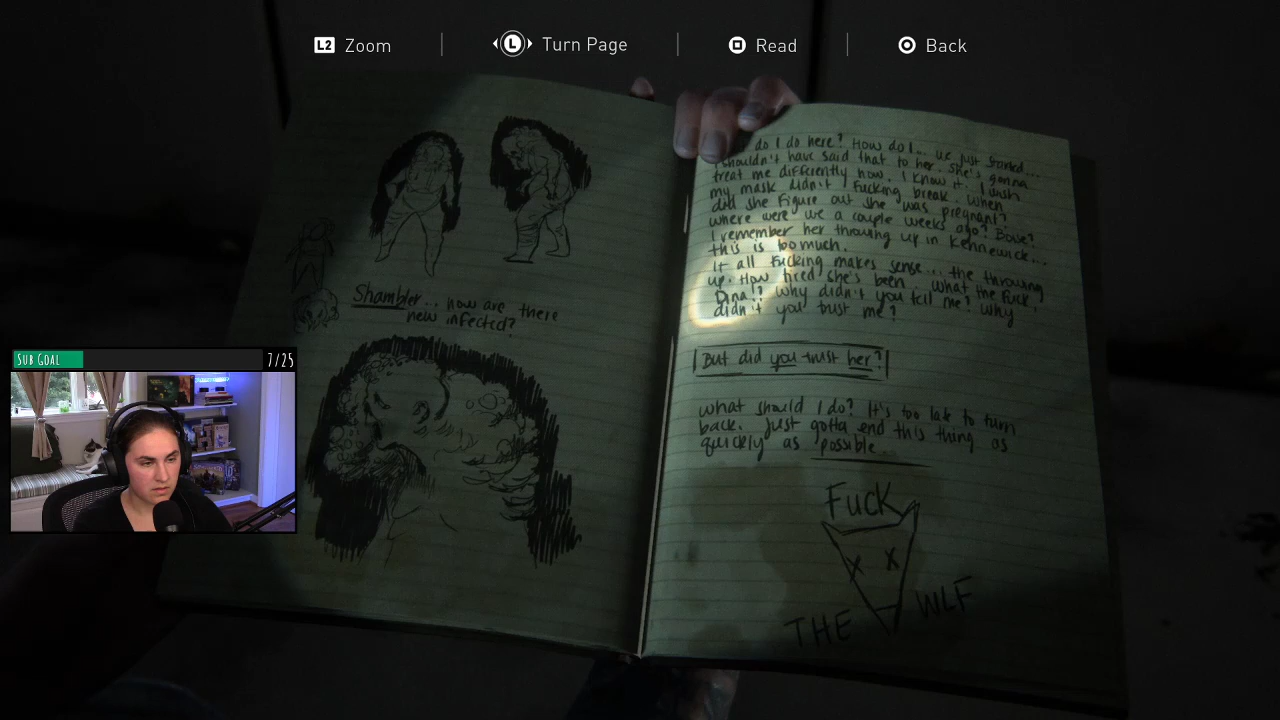 L2 Zoom
L Turn Page
Read
Back
do I do here? How do I... we just started...
I shouldn't have said that to her. She's gonna
treat me differently now. I know it. I wish
my mask didn't fucking break. When
did she figure out she was pregnant?
Where were we a couple weeks ago? Boise?
I remember her throwing up in Kennewick...
this is too much.
It all fucking makes sense... the throwing
up. How tired she's been. What the fuck,
Dina!? Why didn't you tell me? Why
didn't you trust me?
But did you trust her?
What should I do? It's too late to turn
back. Just gotta end this thing as
quickly as possible
Fuck
THE WLF
Shambler... how are there
new infected?
SUB GOAL
7/25